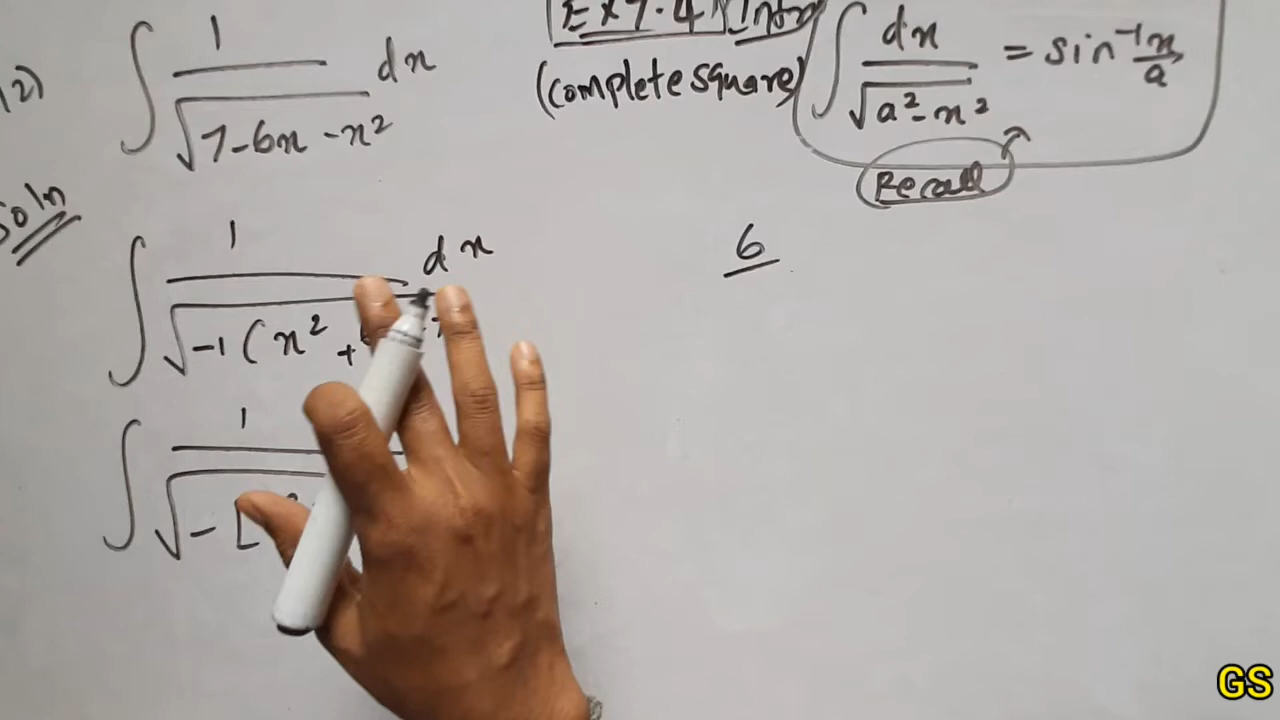 12) ∫ 1/√(7-6x-x²) dx
Ex 7.4 Intro
(complete square)
∫ dx/√(a²-x²) = sin⁻¹ x/a
Recall
Soln
∫ 1/√(-1(x²+ dx
6
∫ 1/√(-[
GS